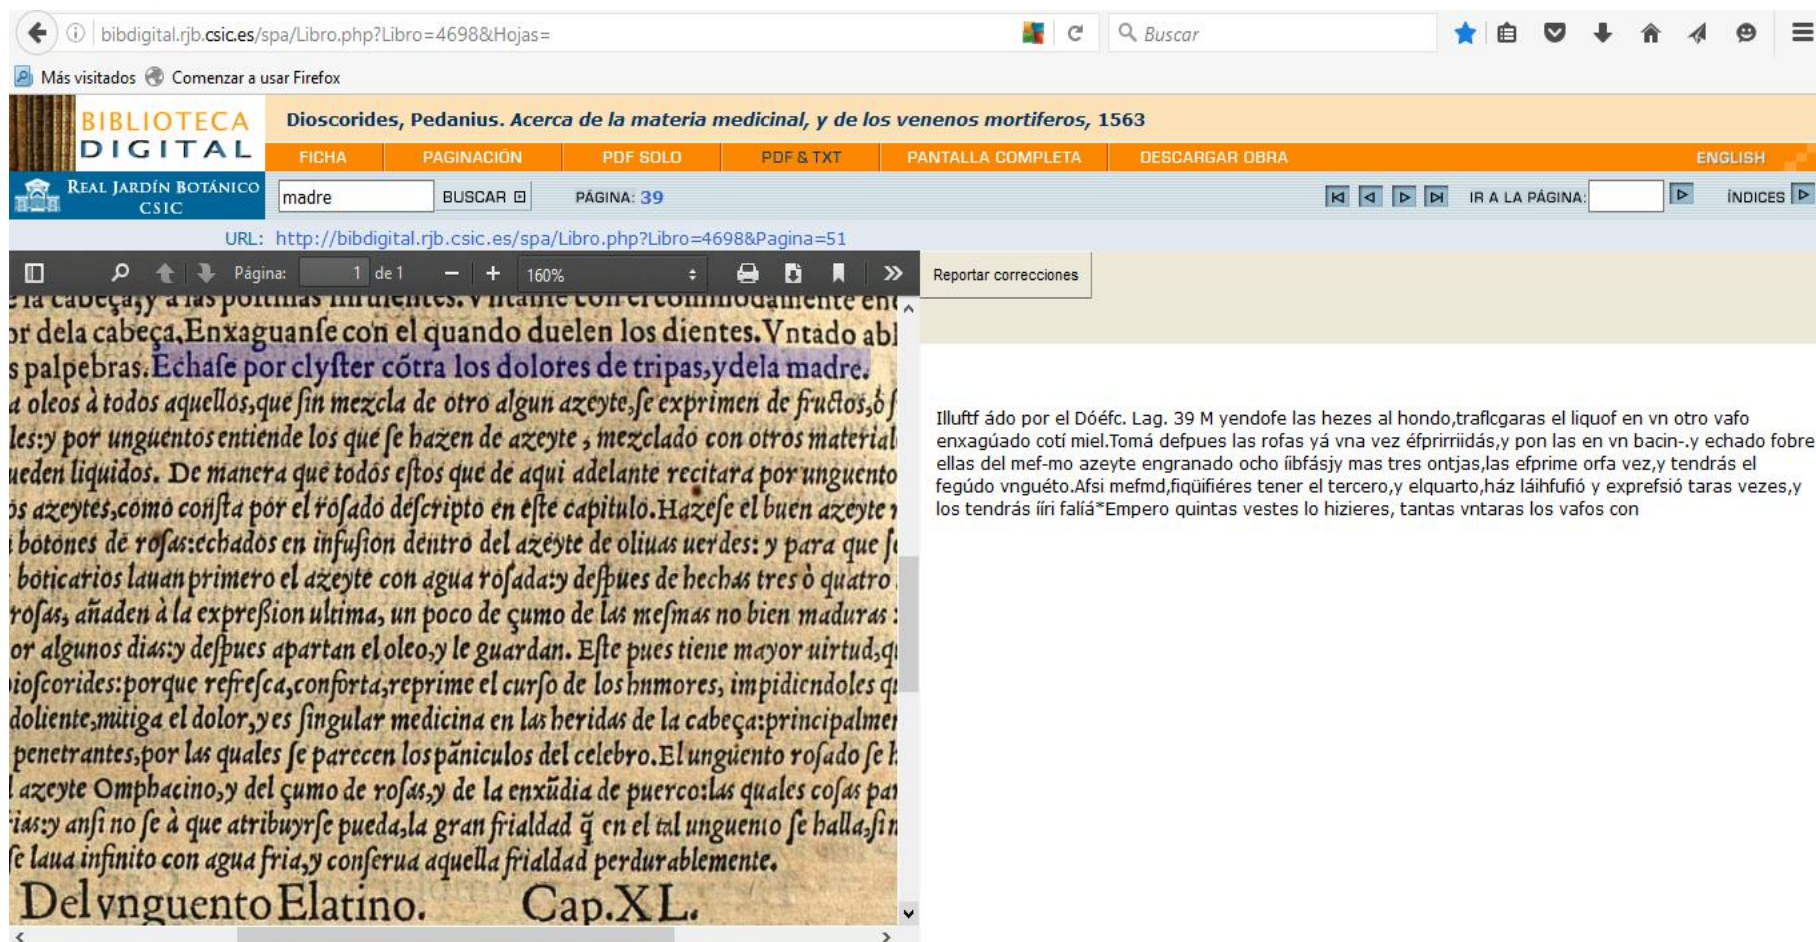 bibdigital.rjb.csic.es/spa/Libro.php?Libro=4698&Hojas=
Buscar
Más visitados Comenzar a usar Firefox
BIBLIOTECA
DIGITAL
Dioscorides, Pedanius. Acerca de la materia medicinal, y de los venenos mortiferos, 1563
FICHA PAGINACIÓN PDF SOLO PDF & TXT PANTALLA COMPLETA DESCARGAR OBRA ENGLISH
REAL JARDÍN BOTÁNICO
CSIC
madre BUSCAR PÁGINA: 39 IR A LA PÁGINA: ÍNDICES
URL: http://bibdigital.rjb.csic.es/spa/Libro.php?Libro=4698&Pagina=51
Página: 1 de 1 160%
Reportar correcciones
la cabeça,y a las
or dela cabeça,Enxaguanſe con el quando duelen los dientes.Vntado abl
s palpebras.Echaſe por clyſter cõtra los dolores de tripas,ydela madre.
a oleos à todos aquellos,que ſin mezcla de otro algun azeyte,ſe exprimen de fructos,ò ſ
les:y por unguentos entiende los que ſe hazen de azeyte , mezclado con otros material
ueden liquidos. De manera que todos eſtos que de aqui adelante recitara por unguento
os azeytes,como conſta por el roſado deſcripto en eſte capitulo.Hazeſe el buen azeyte
botones de roſas:echados en infuſion dentro del azeyte de oliuas uerdes: y para que ſe
boticarios lauan primero el azeyte con agua roſada:y deſpues de hechas tres ò quatro
roſas, añaden à la expreßion ultima, un poco de çumo de las meſmas no bien maduras :
or algunos dias:y deſpues apartan el oleo,y le guardan. Eſte pues tiene mayor uirtud,qu
ioſcorides:porque refreſca,conforta,reprime el curſo de los hnmores, impidiendoles q
doliente,mitiga el dolor,y es ſingular medicina en las heridas de la cabeça:principalmen
penetrantes,por las quales ſe parecen los pãniculos del celebro.El unguento roſado ſe h
azeyte Omphacino,y del çumo de roſas,y de la enxũdia de puerco:las quales coſas par
ias:y anſi no ſe à que atribuyrſe pueda,la gran frialdad q̃ en el tal unguento ſe halla,ſin
ſe laua infinito con agua fria,y conſerua aquella frialdad perdurablemente.
Del vnguento Elatino. Cap.XL.
Illuftf ádo por el Dóéfc. Lag. 39 M yendofe las hezes al hondo,traflcgaras el liquof en vn otro vafo
enxagúado cotí miel.Tomá defpues las rofas yá vna vez éfprirriidás,y pon las en vn bacin-.y echado fobre
ellas del mef-mo azeyte engranado ocho íibfásjy mas tres ontjas,las efprime orfa vez,y tendrás el
fegúdo vnguéto.Afsi mefmd,fiqüifiéres tener el tercero,y elquarto,ház láihfufió y exprefsió taras vezes,y
los tendrás ííri falíá*Empero quintas vestes lo hizieres, tantas vntaras los vafos con